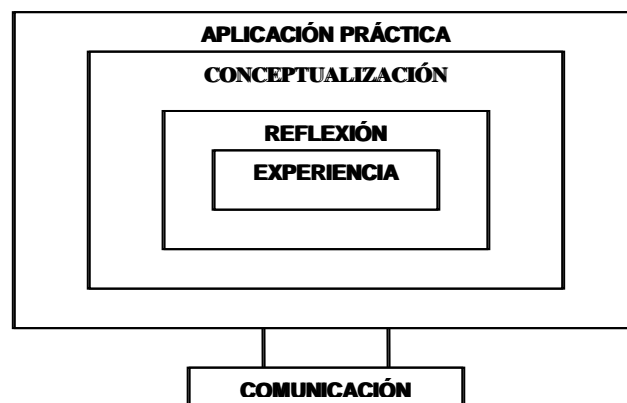 APLICACIÓN PRÁCTICA
CONCEPTUALIZACIÓN
REFLEXIÓN
EXPERIENCIA
COMUNICACIÓN